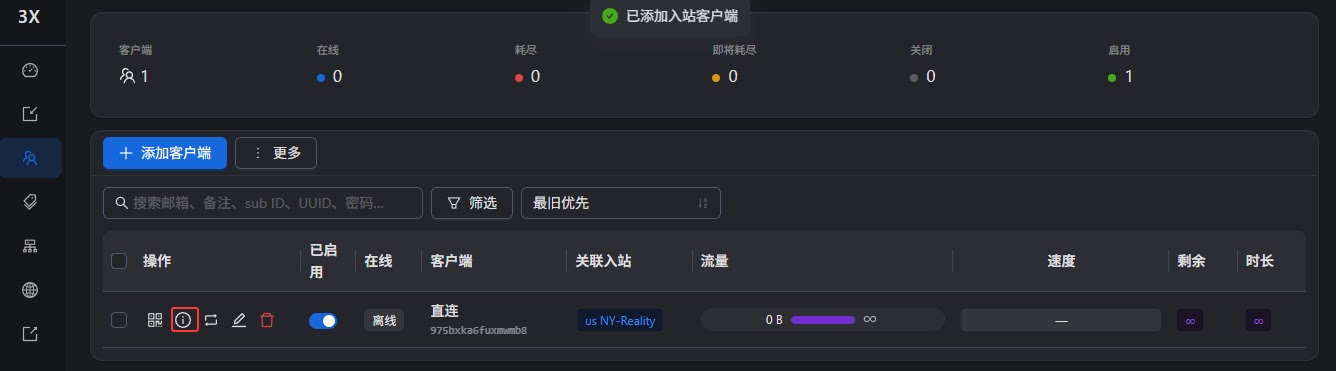 3X
已添加入站客户端
客户端 在线 耗尽 即将耗尽 关闭 启用
1 0 0 0 0 1
添加客户端 更多
搜索邮箱、备注、sub ID、UUID、密码... 筛选 最旧优先
操作 已启用 在线 客户端 关联入站 流量 速度 剩余 时长
离线 直连 us NY-Reality 0 B ∞ — ∞ ∞
975bxka6fuxmwmb8